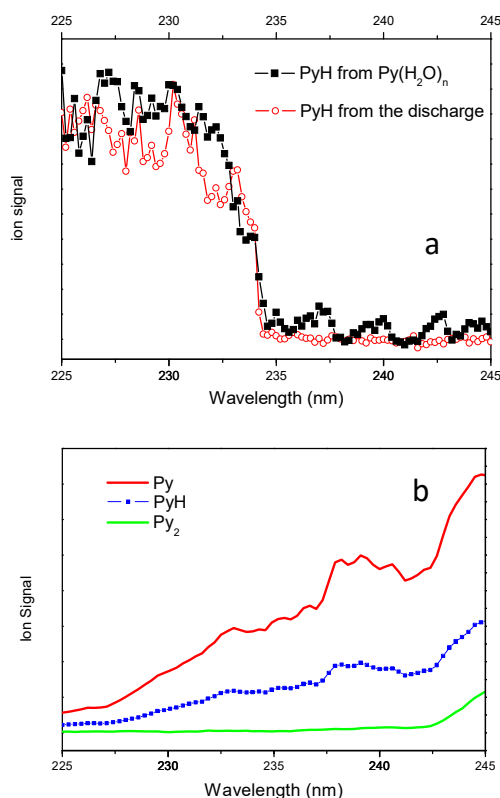 225 230 235 240 245
PyH from Py(H₂O)ₙ
PyH from the discharge
a
ion signal
225 230 235 240 245
Wavelength (nm)
b
Py
PyH
Py₂
Ion Signal
225 230 235 240 245
Wavelength (nm)